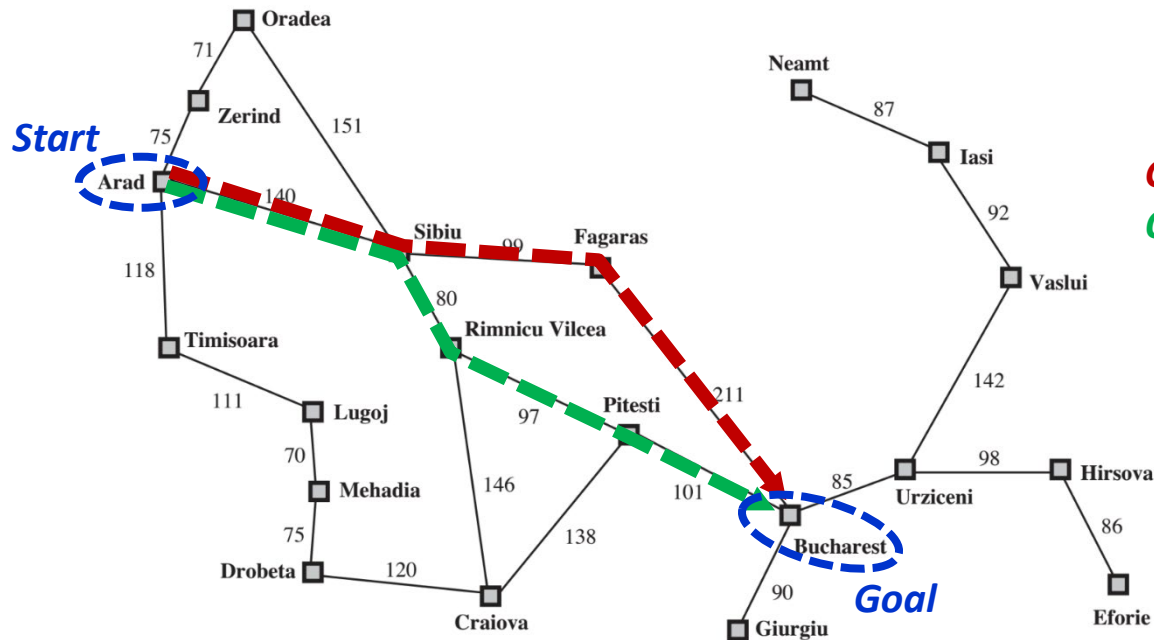 Oradea
71
Neamt
87
Zerind
151
Start
75
Iasi
Arad
140
92
Sibiu
99
Fagaras
118
80
Vaslui
Timisoara
Rimnicu Vilcea
142
111
211
Lugoj
97
Pitesti
70
98
Hirsova
Mehadia
146
101
85
Urziceni
75
138
86
Bucharest
Drobeta
120
90
Goal
Craiova
Giurgiu
Eforie